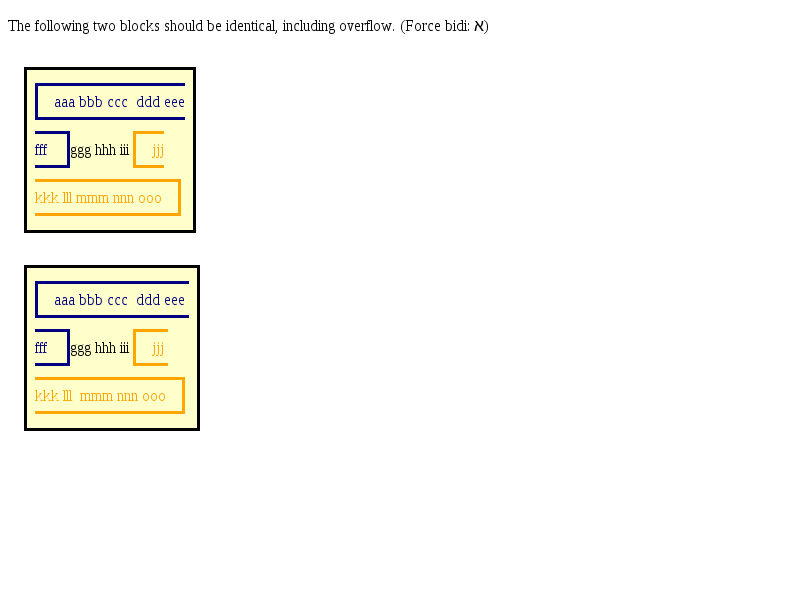 The following two blocks should be identical, including overflow. (Force bidi: א)
aaa bbb ccc  ddd eee
fff ggg hhh iii jjj
kkk lll mmm nnn ooo
aaa bbb ccc  ddd eee
fff ggg hhh iii jjj
kkk lll  mmm nnn ooo